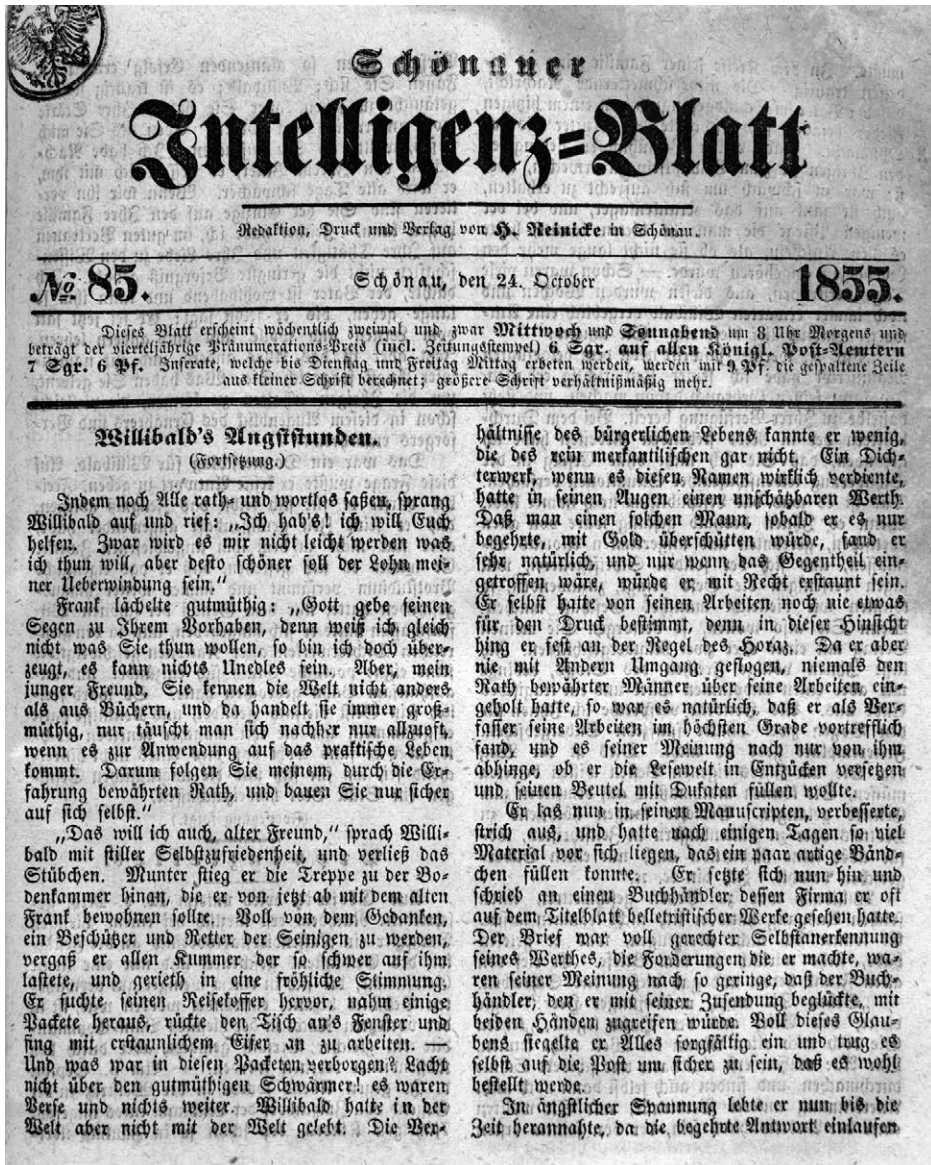 Schönauer
Intelligenz-Blatt
Redaktion, Druck und Verlag von H. Reinicke in Schönau.
No. 85.
Schönau, den 24. October
1855.
Dieses Blatt erscheint wöchentlich zweimal und zwar Mittwoch und Sonnabend um 8 Uhr Morgens und
beträgt der vierteljährige Pränumerations-Preis (incl. Zeitungsstempel) 6 Sgr. auf allen Königl. Post-Aemtern
7 Sgr. 6 Pf. Inserate, welche bis Dienstag und Freitag Mittag erbeten werden, werden mit 9 Pf. die gespaltene Zeile
aus kleiner Schrift berechnet; größere Schrift verhältnißmäßig mehr.
Willibald's Angststunden.
(Fortsetzung.)
Indem noch Alle rath- und wortlos saßen, sprang
Willibald auf und rief: „Ich hab's! ich will Euch
helfen. Zwar wird es mir nicht leicht werden was
ich thun will, aber desto schöner soll der Lohn mei-
ner Ueberwindung sein."
Frank lächelte gutmüthig: „Gott gebe seinen
Segen zu Ihrem Vorhaben, denn weiß ich gleich
nicht was Sie thun wollen, so bin ich doch über-
zeugt, es kann nichts Unedles sein. Aber, mein
junger Freund, Sie kennen die Welt nicht anders
als aus Büchern, und da handelt sie immer groß-
müthig, nur täuscht man sich nachher nur allzuoft,
wenn es zur Anwendung auf das praktische Leben
kommt. Darum folgen Sie meinem, durch die Er-
fahrung bewährten Rath, und bauen Sie nur sicher
auf sich selbst."
„Das will ich auch, alter Freund," sprach Willi-
bald mit stiller Selbstzufriedenheit, und verließ das
Stübchen. Munter stieg er die Treppe zu der Bo-
denkammer hinan, die er von jetzt ab mit dem alten
Frank bewohnen sollte. Voll von dem Gedanken,
ein Beschützer und Retter der Seinigen zu werden,
vergaß er allen Kummer der so schwer auf ihm
lastete, und gerieth in eine fröhliche Stimmung.
Er suchte seinen Reisekoffer hervor, nahm einige
Packete heraus, rückte den Tisch an's Fenster und
fing mit erstaunlichem Eifer an zu arbeiten. —
Und was war in diesen Packeten verborgen? Lacht
nicht über den gutmüthigen Schwärmer! es waren
Verse und nichts weiter. Willibald hatte in der
Welt aber nicht mit der Welt gelebt. Die Ver-
hältnisse des bürgerlichen Lebens kannte er wenig,
die des rein merkantilischen gar nicht. Ein Dich-
terwerk, wenn es diesen Namen wirklich verdiente,
hatte in seinen Augen einen unschätzbaren Werth.
Daß man einen solchen Mann, sobald er es nur
begehrte, mit Gold überschütten würde, fand er
sehr natürlich, und nur wenn das Gegentheil ein-
getroffen wäre, würde er mit Recht erstaunt sein.
Er selbst hatte von seinen Arbeiten noch nie etwas
für den Druck bestimmt, denn in dieser Hinsicht
hing er fest an der Regel des Horaz. Da er aber
nie mit Andern Umgang geflogen, niemals den
Rath bewährter Männer über seine Arbeiten ein-
geholt hatte, so war es natürlich, daß er als Ver-
fasser seine Arbeiten im höchsten Grade vortrefflich
fand, und es seiner Meinung nach nur von ihm
abhinge, ob er die Lesewelt in Entzücken versetzen
und seinen Beutel mit Dukaten füllen wollte.
Er las nun in seinen Manuscripten, verbesserte,
strich aus, und hatte nach einigen Tagen so viel
Material vor sich liegen, das ein paar artige Bänd-
chen füllen konnte. Er setzte sich nun hin und
schrieb an einen Buchhändler dessen Firma er oft
auf dem Titelblatt belletristischer Werke gesehen hatte.
Der Brief war voll gerechter Selbstanerkennung
seines Werthes, die Forderungen die er machte, wa-
ren seiner Meinung nach so geringe, daß der Buch-
händler, den er mit seiner Zusendung beglückte, mit
beiden Händen zugreifen würde. Voll dieses Glau-
bens siegelte er Alles sorgfältig ein und trug es
selbst auf die Post um sicher zu sein, daß es wohl
bestellt werde.
In ängstlicher Spannung lebte er nun bis die
Zeit herannahte, da die begehrte Antwort einlaufen